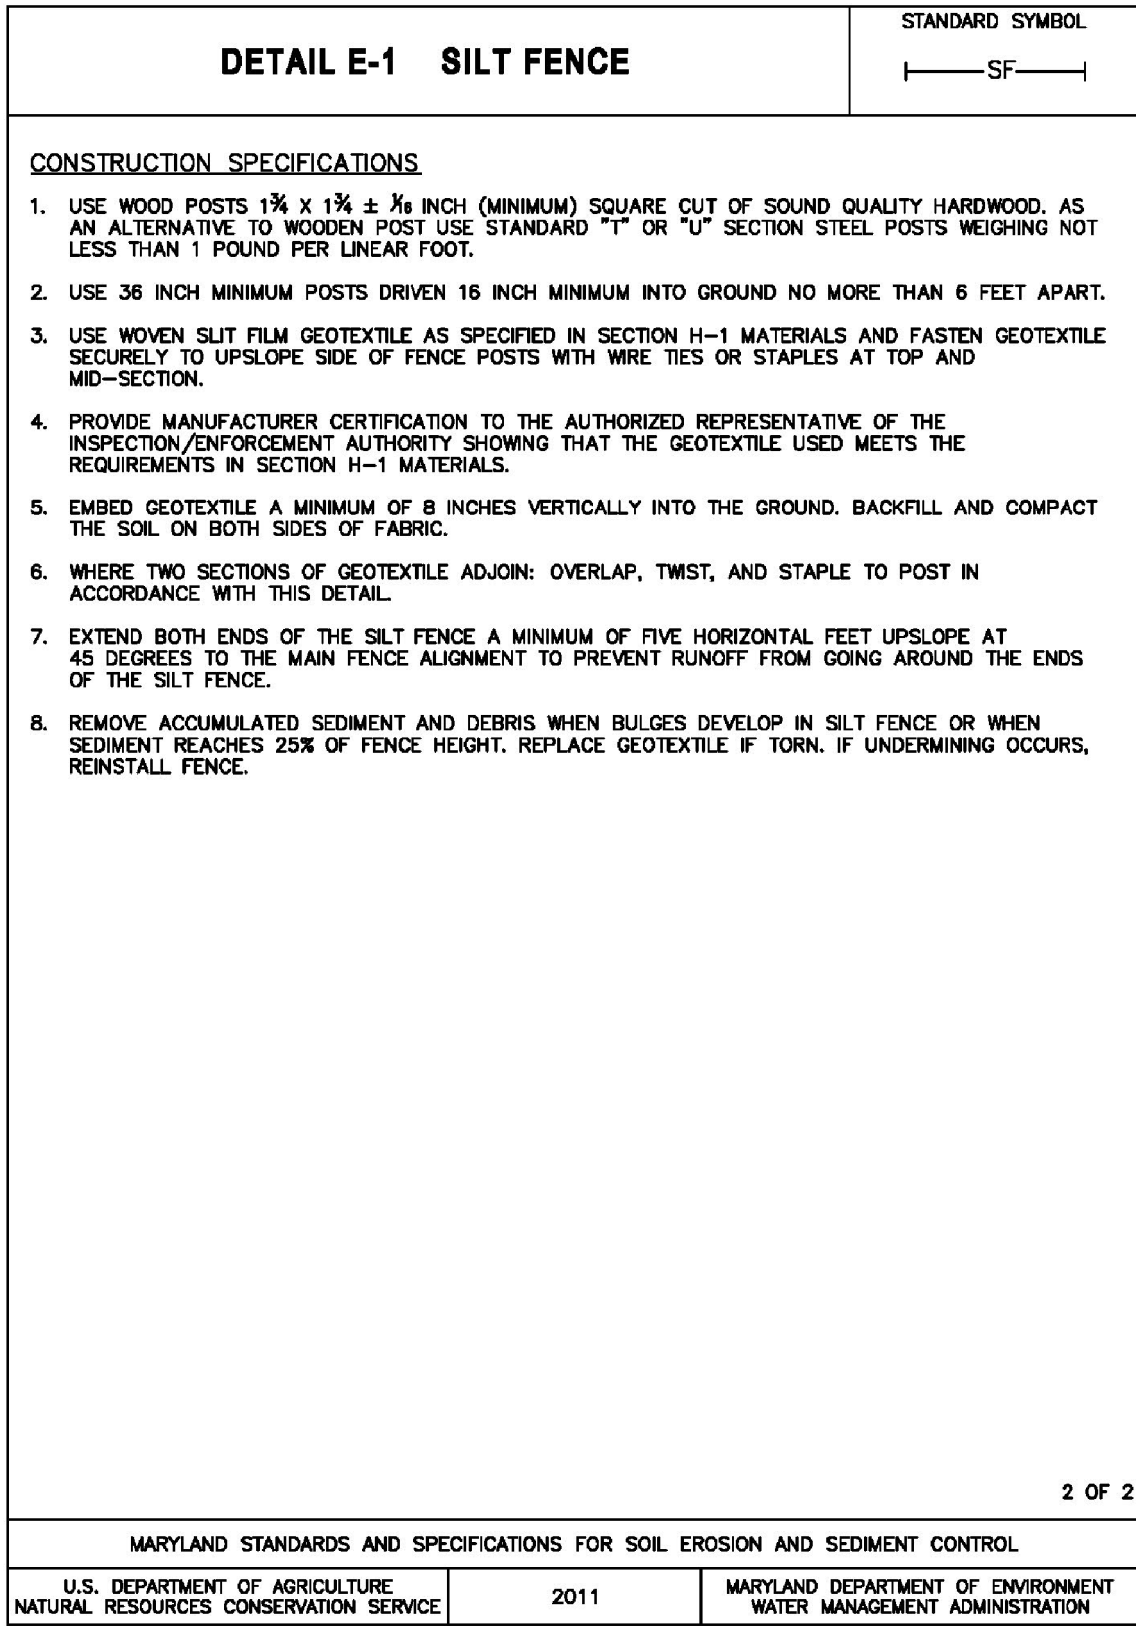 DETAIL E-1 SILT FENCE
STANDARD SYMBOL
SF
CONSTRUCTION SPECIFICATIONS
1. USE WOOD POSTS 1¾ X 1¾ ± 1/16 INCH (MINIMUM) SQUARE CUT OF SOUND QUALITY HARDWOOD. AS
AN ALTERNATIVE TO WOODEN POST USE STANDARD "T" OR "U" SECTION STEEL POSTS WEIGHING NOT
LESS THAN 1 POUND PER LINEAR FOOT.
2. USE 36 INCH MINIMUM POSTS DRIVEN 16 INCH MINIMUM INTO GROUND NO MORE THAN 6 FEET APART.
3. USE WOVEN SLIT FILM GEOTEXTILE AS SPECIFIED IN SECTION H-1 MATERIALS AND FASTEN GEOTEXTILE
SECURELY TO UPSLOPE SIDE OF FENCE POSTS WITH WIRE TIES OR STAPLES AT TOP AND
MID-SECTION.
4. PROVIDE MANUFACTURER CERTIFICATION TO THE AUTHORIZED REPRESENTATIVE OF THE
INSPECTION/ENFORCEMENT AUTHORITY SHOWING THAT THE GEOTEXTILE USED MEETS THE
REQUIREMENTS IN SECTION H-1 MATERIALS.
5. EMBED GEOTEXTILE A MINIMUM OF 8 INCHES VERTICALLY INTO THE GROUND. BACKFILL AND COMPACT
THE SOIL ON BOTH SIDES OF FABRIC.
6. WHERE TWO SECTIONS OF GEOTEXTILE ADJOIN: OVERLAP, TWIST, AND STAPLE TO POST IN
ACCORDANCE WITH THIS DETAIL.
7. EXTEND BOTH ENDS OF THE SILT FENCE A MINIMUM OF FIVE HORIZONTAL FEET UPSLOPE AT
45 DEGREES TO THE MAIN FENCE ALIGNMENT TO PREVENT RUNOFF FROM GOING AROUND THE ENDS
OF THE SILT FENCE.
8. REMOVE ACCUMULATED SEDIMENT AND DEBRIS WHEN BULGES DEVELOP IN SILT FENCE OR WHEN
SEDIMENT REACHES 25% OF FENCE HEIGHT. REPLACE GEOTEXTILE IF TORN. IF UNDERMINING OCCURS,
REINSTALL FENCE.
2 OF 2
MARYLAND STANDARDS AND SPECIFICATIONS FOR SOIL EROSION AND SEDIMENT CONTROL
U.S. DEPARTMENT OF AGRICULTURE
NATURAL RESOURCES CONSERVATION SERVICE
2011
MARYLAND DEPARTMENT OF ENVIRONMENT
WATER MANAGEMENT ADMINISTRATION